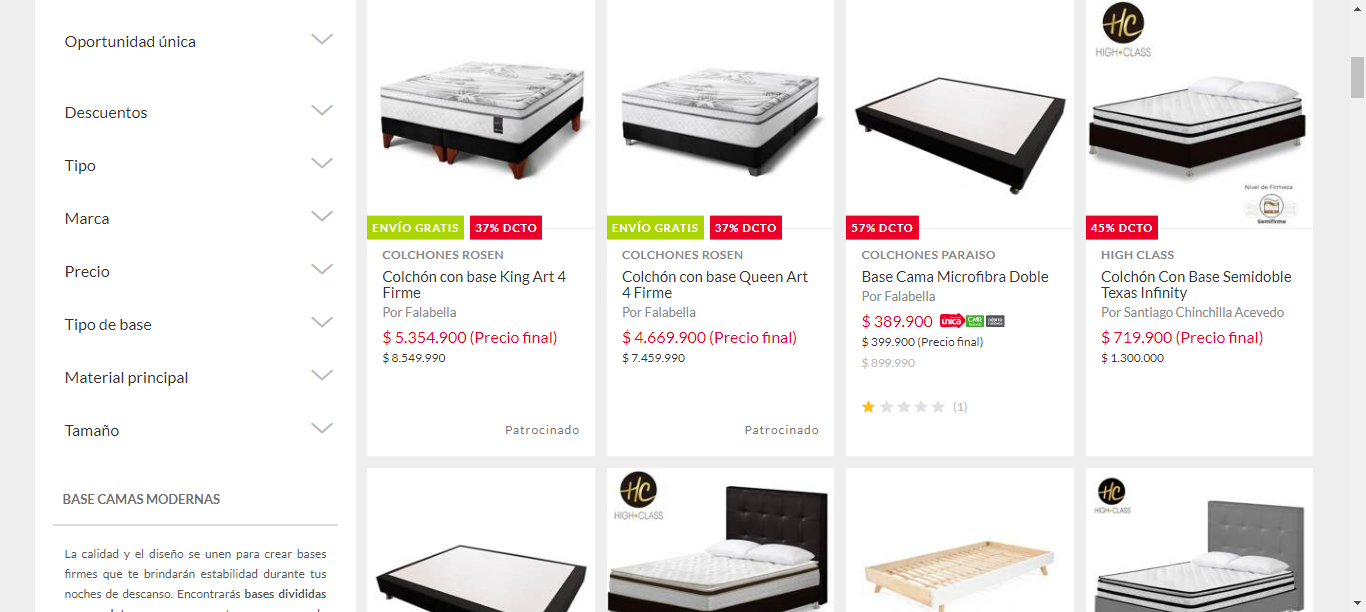 Oportunidad única
Descuentos
Tipo
Marca
Precio
Tipo de base
Material principal
Tamaño
BASE CAMAS MODERNAS
La calidad y el diseño se unen para crear bases
firmes que te brindarán estabilidad durante tus
noches de descanso. Encontrarás bases divididas
ENVÍO GRATIS
37% DCTO
COLCHONES ROSEN
Colchón con base King Art 4
Firme
Por Falabella
$ 5.354.900 (Precio final)
$ 8.549.990
Patrocinado
ENVÍO GRATIS
37% DCTO
COLCHONES ROSEN
Colchón con base Queen Art
4 Firme
Por Falabella
$ 4.669.900 (Precio final)
$ 7.459.990
Patrocinado
57% DCTO
COLCHONES PARAISO
Base Cama Microfibra Doble
Por Falabella
$ 389.900 única CMR
$ 399.900 (Precio final)
$ 899.990
(1)
HC
HIGH CLASS
Nivel de Firmeza
Semifirme
45% DCTO
HIGH CLASS
Colchón Con Base Semidoble
Texas Infinity
Por Santiago Chinchilla Acevedo
$ 719.900 (Precio final)
$ 1.300.000
HC
HIGH CLASS
HC
HIGH CLASS